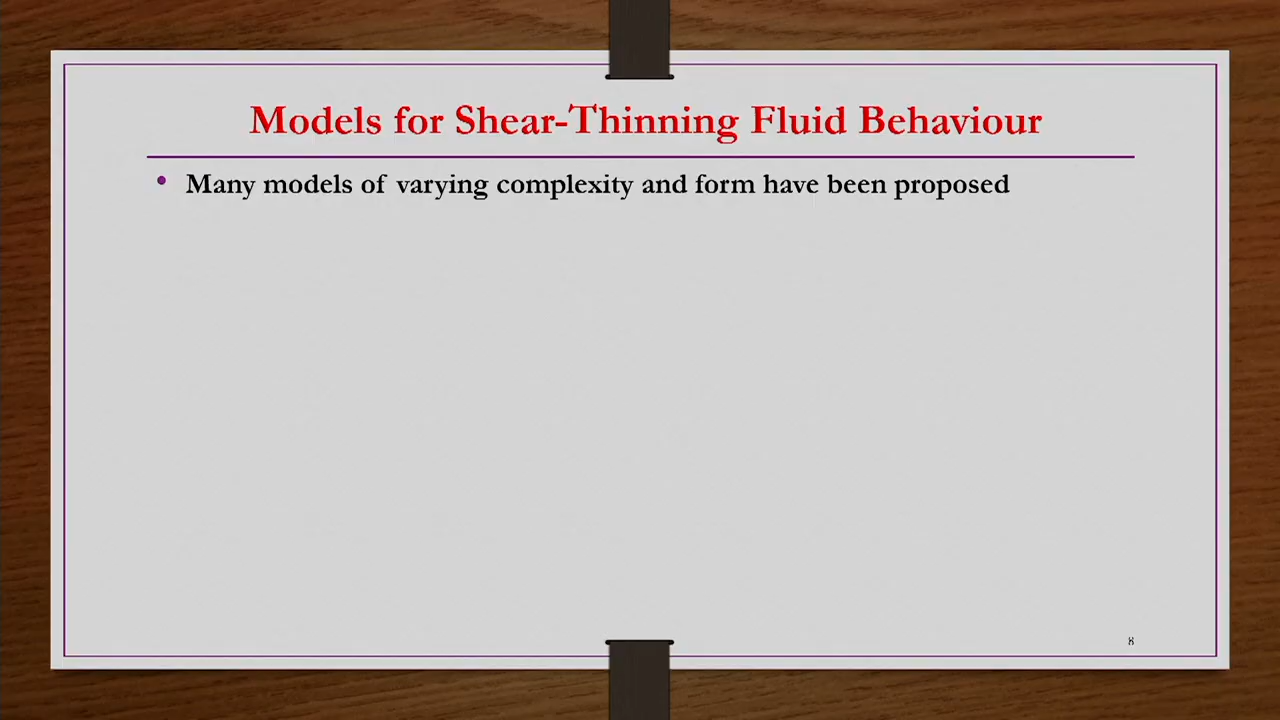 Models for Shear-Thinning Fluid Behaviour
• Many models of varying complexity and form have been proposed
8